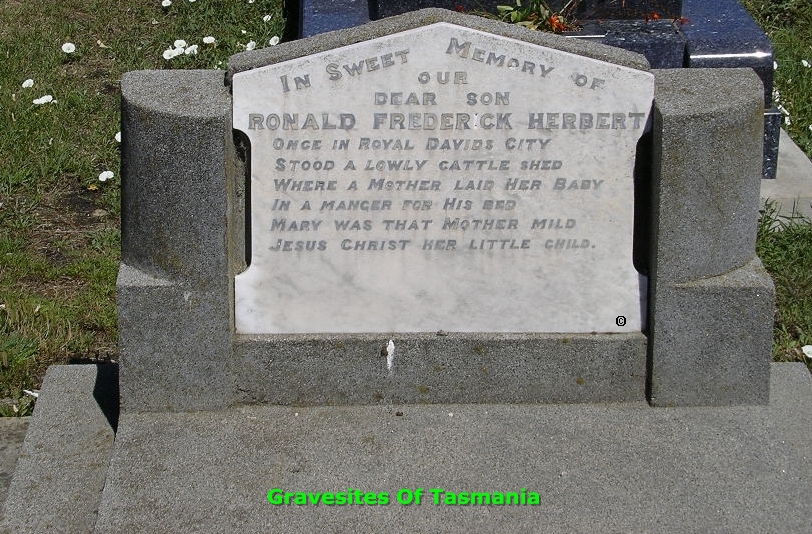 IN SWEET MEMORY OF
OUR
DEAR SON
RONALD FREDERICK HERBERT
ONCE IN ROYAL DAVIDS CITY
STOOD A LOWLY CATTLE SHED
WHERE A MOTHER LAID HER BABY
IN A MANGER FOR HIS BED
MARY WAS THAT MOTHER MILD
JESUS CHRIST HER LITTLE CHILD.
©
Gravesites Of Tasmania